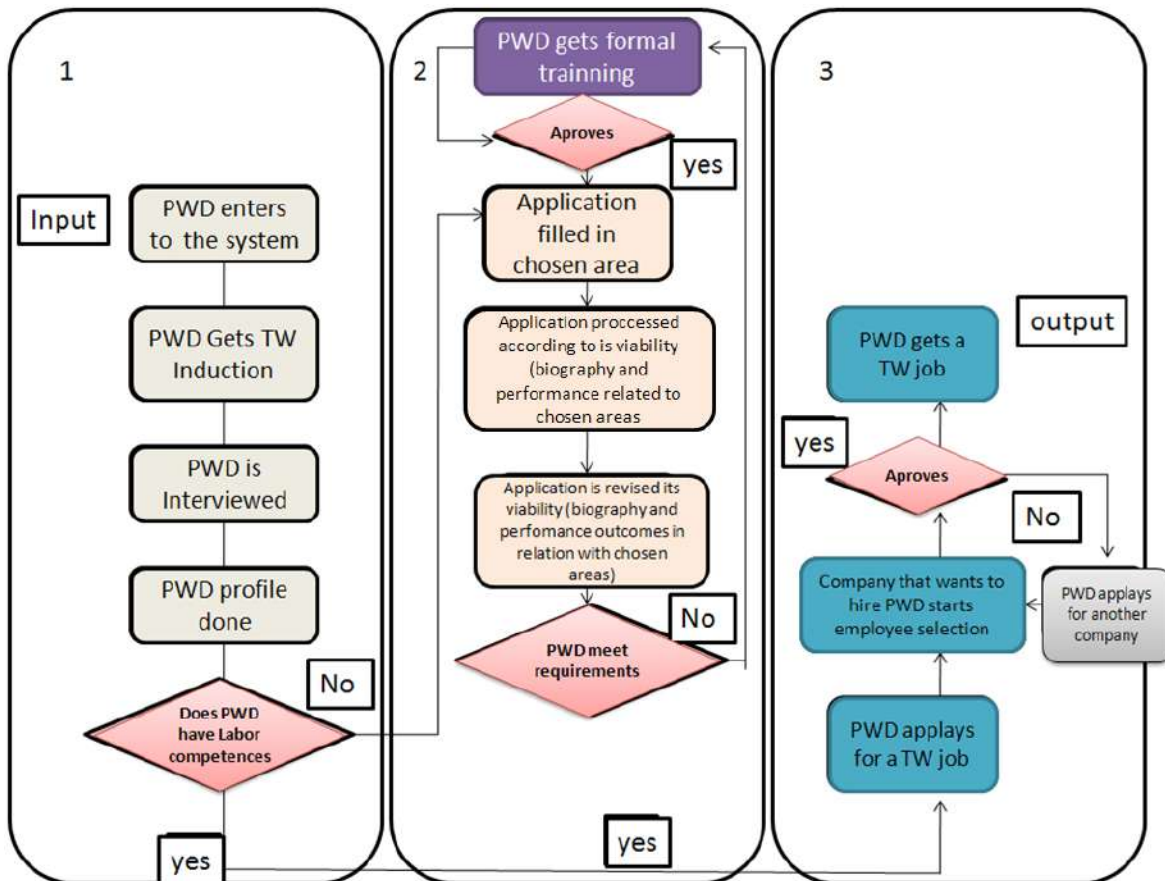 1
Input
PWD enters
to the system
PWD Gets TW
Induction
PWD is
Interviewed
PWD profile
done
No
Does PWD
have Labor
competences
yes
2
PWD gets formal
trainning
Aproves
yes
Application
filled in
chosen area
Application proccessed
according to is viability
(biography and
performance related to
chosen areas
Application is revised its
viability (biography and
perfomance outcomes in
relation with chosen
areas)
No
PWD meet
requirements
yes
3
output
PWD gets a
TW job
yes
Aproves
No
Company that wants to
hire PWD starts
employee selection
PWD applays
for another
company
PWD applays
for a TW job